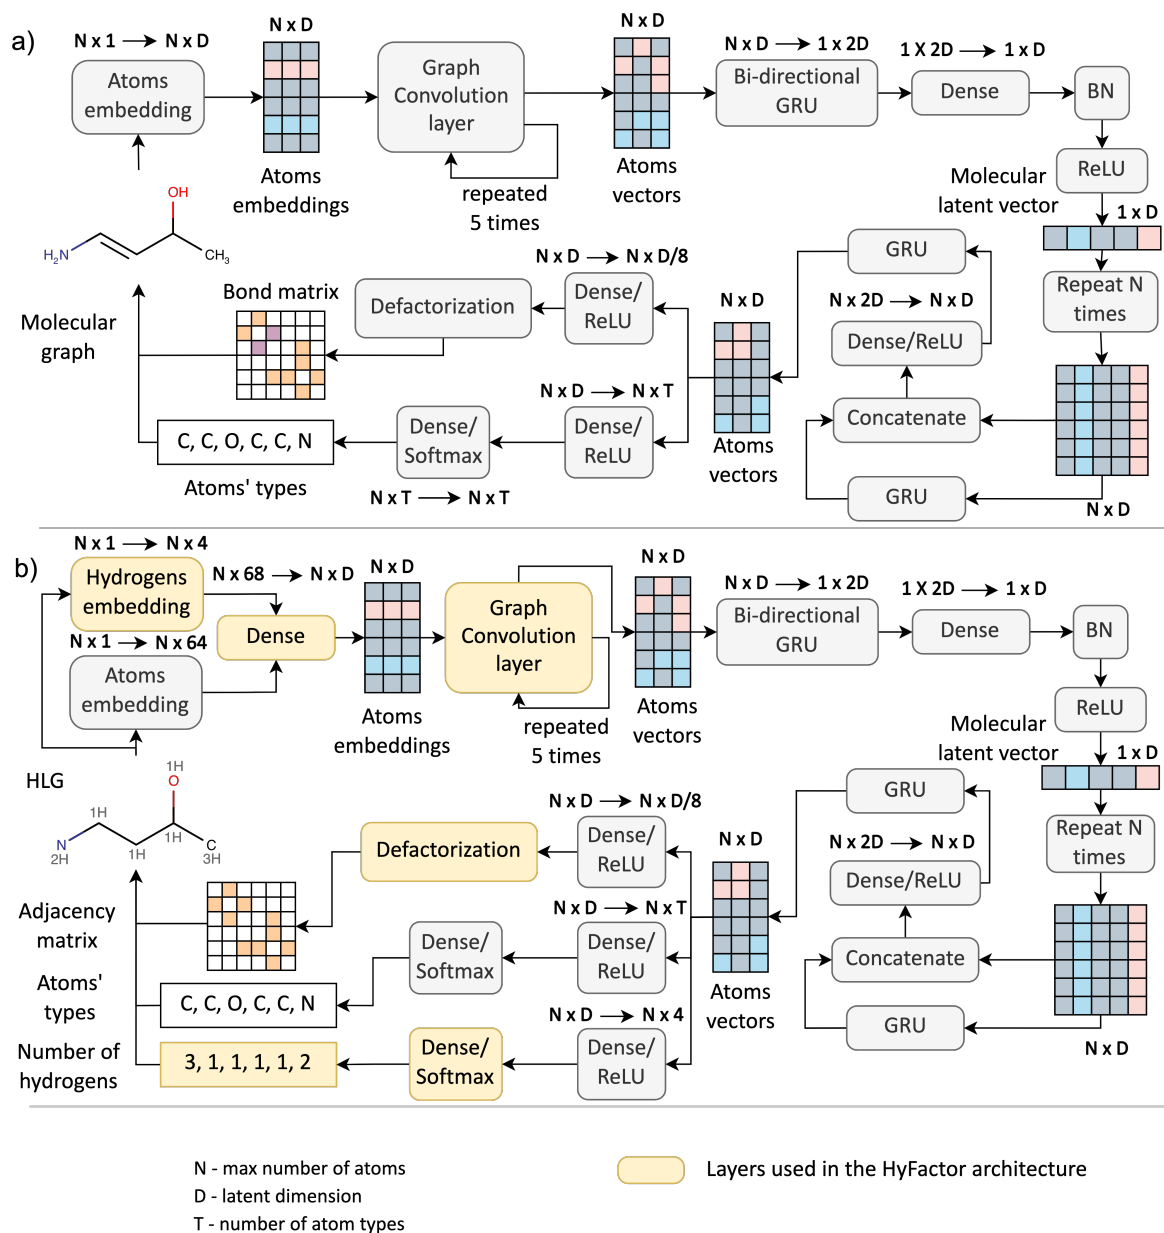 a)
N x 1 → N x D
Atoms
embedding
N x D
Atoms
embeddings
Graph
Convolution
layer
repeated
5 times
N x D
Atoms
vectors
N x D → 1 x 2D
Bi-directional
GRU
1 X 2D → 1 x D
Dense
BN
ReLU
Molecular
latent vector
1 x D
Repeat N
times
N x D
GRU
Concatenate
N x 2D → N x D
Dense/ReLU
GRU
N x D
Atoms
vectors
N x D → N x D/8
Dense/
ReLU
Defactorization
Bond matrix
N x D → N x T
Dense/
ReLU
Dense/
Softmax
N x T → N x T
C, C, O, C, C, N
Atoms' types
Molecular
graph
OH
H₂N
CH₃
b)
N x 1 → N x 4
Hydrogens
embedding
N x 68 → N x D
Dense
N x 1 → N x 64
Atoms
embedding
N x D
Atoms
embeddings
Graph
Convolution
layer
repeated
5 times
N x D
Atoms
vectors
N x D → 1 x 2D
Bi-directional
GRU
1 X 2D → 1 x D
Dense
BN
ReLU
Molecular
latent vector
1 x D
Repeat N
times
N x D
GRU
Concatenate
N x 2D → N x D
Dense/ReLU
GRU
N x D
Atoms
vectors
N x D → N x D/8
Dense/
ReLU
Defactorization
N x D → N x T
Dense/
ReLU
Dense/
Softmax
N x D → N x 4
Dense/
ReLU
Dense/
Softmax
HLG
1H
O
1H
1H
N
2H
1H
C
3H
Adjacency
matrix
Atoms'
types
C, C, O, C, C, N
Number of
hydrogens
3, 1, 1, 1, 1, 2
N - max number of atoms
D - latent dimension
T - number of atom types
Layers used in the HyFactor architecture